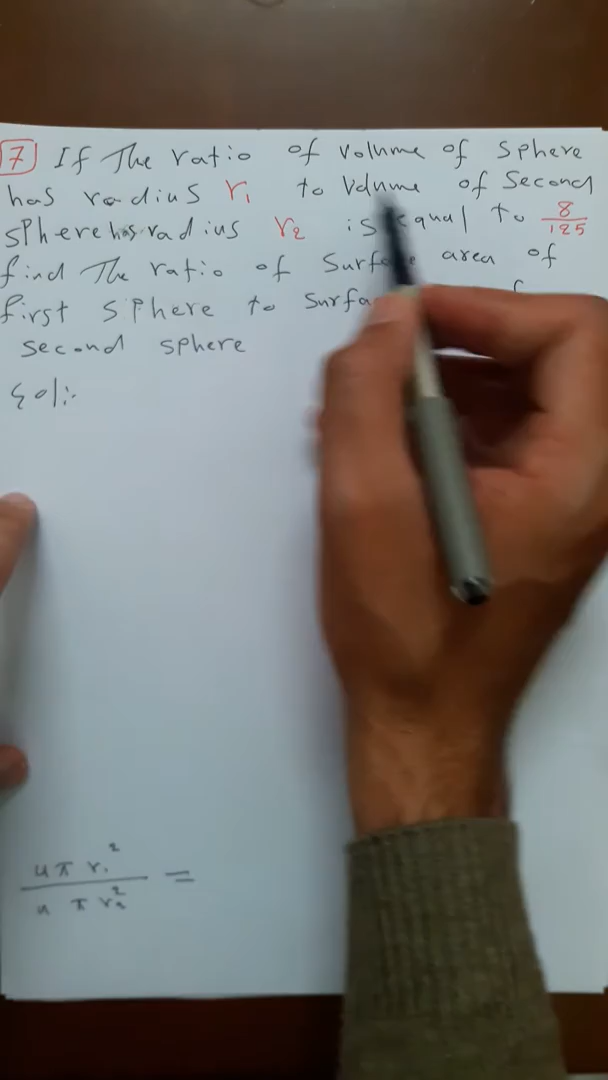 7 If The ratio of volume of sphere
has radius r₁ to volume of Second
sphere has radius r₂ is equal to 8/125
find The ratio of Surface area of
first sphere to Surfa
second sphere
Sol:-
4 π r₁² / 4 π r₂² =